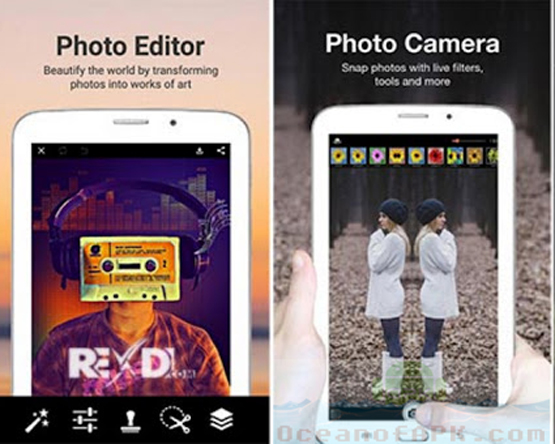 Photo Editor
Beautify the world by transforming
photos into works of art
REXDL
.COM
Photo Camera
Snap photos with live filters,
tools and more
OceanofAPK.com